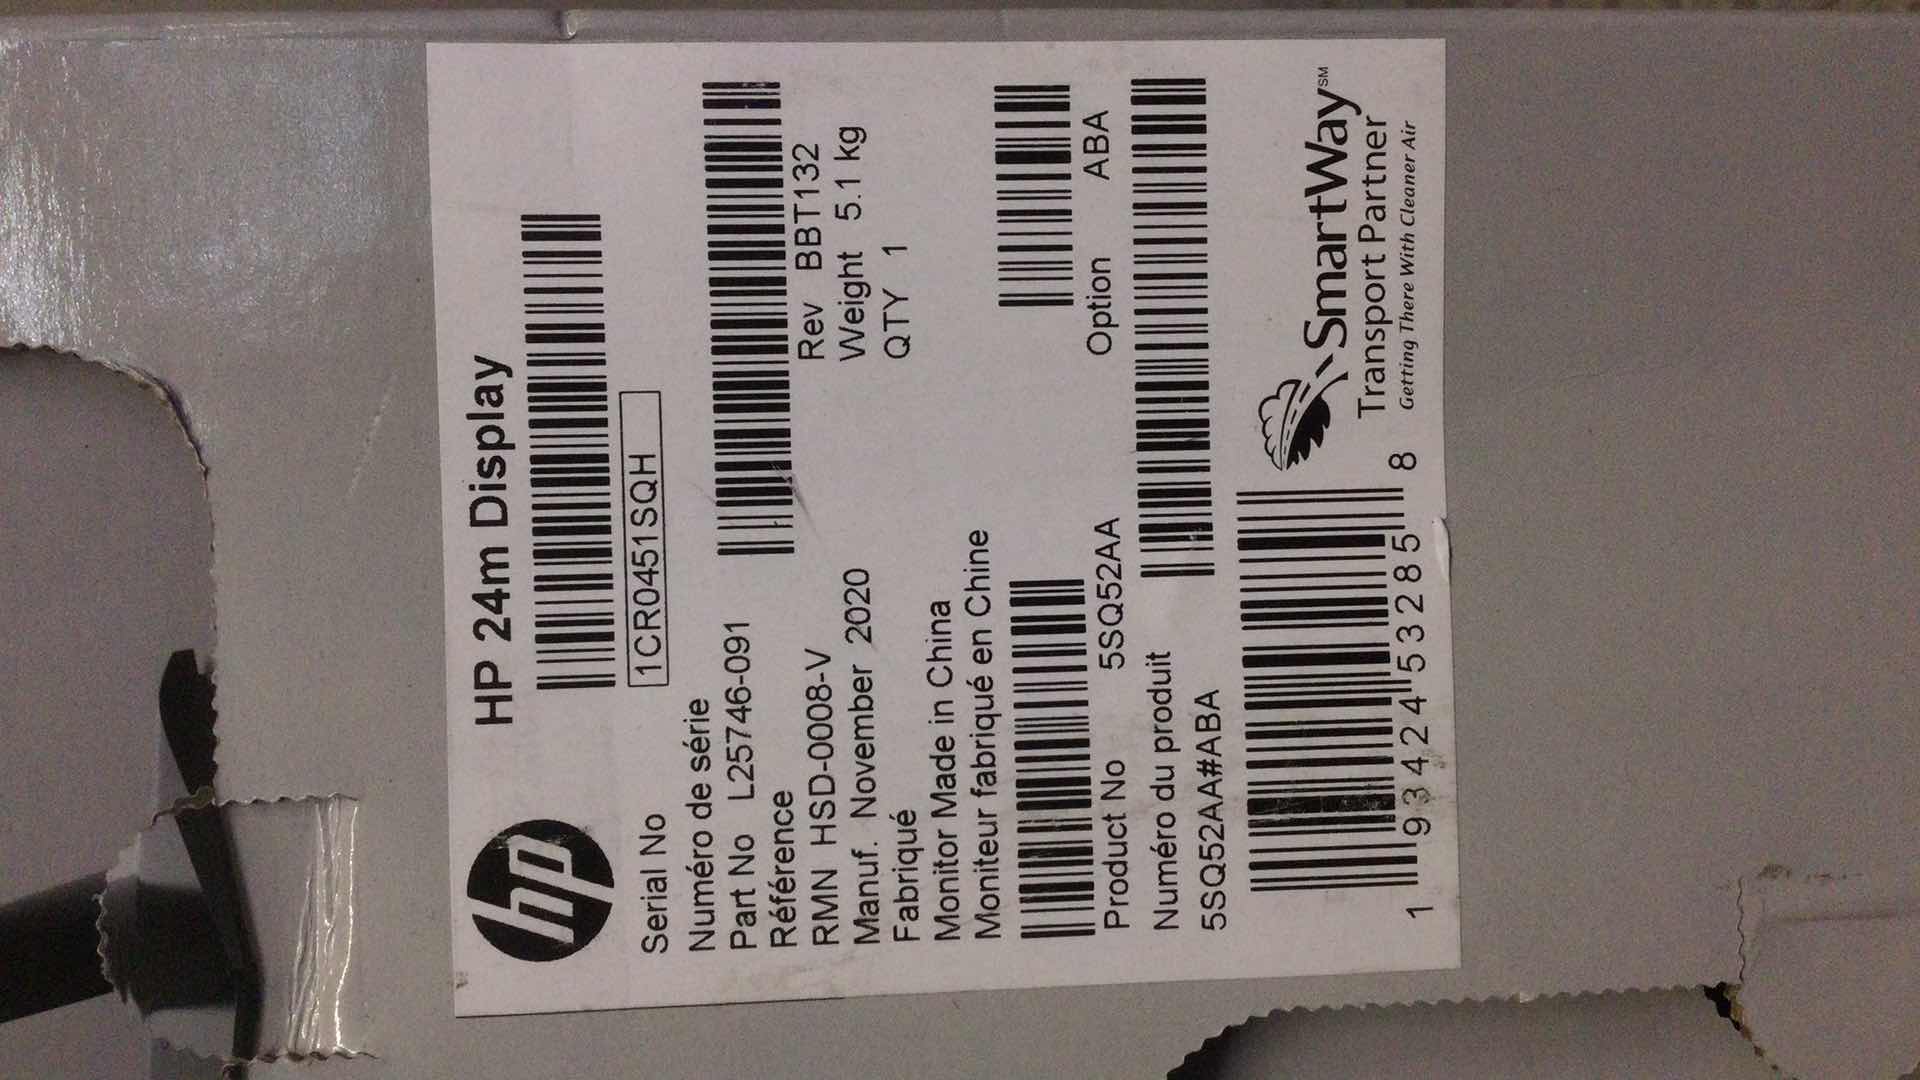 hp
HP 24m Display
Serial No 1CR0451SQH
Numéro de série
Part No L25746-091
Référence Rev BBT132
RMN HSD-0008-V Weight 5.1 kg
Manuf. November 2020 QTY 1
Fabriqué
Monitor Made in China
Moniteur fabriqué en Chine
Product No 5SQ52AA Option ABA
Numéro du produit
5SQ52AA#ABA
SmartWay℠
Transport Partner
Getting There With Cleaner Air
1 93424 53285 8